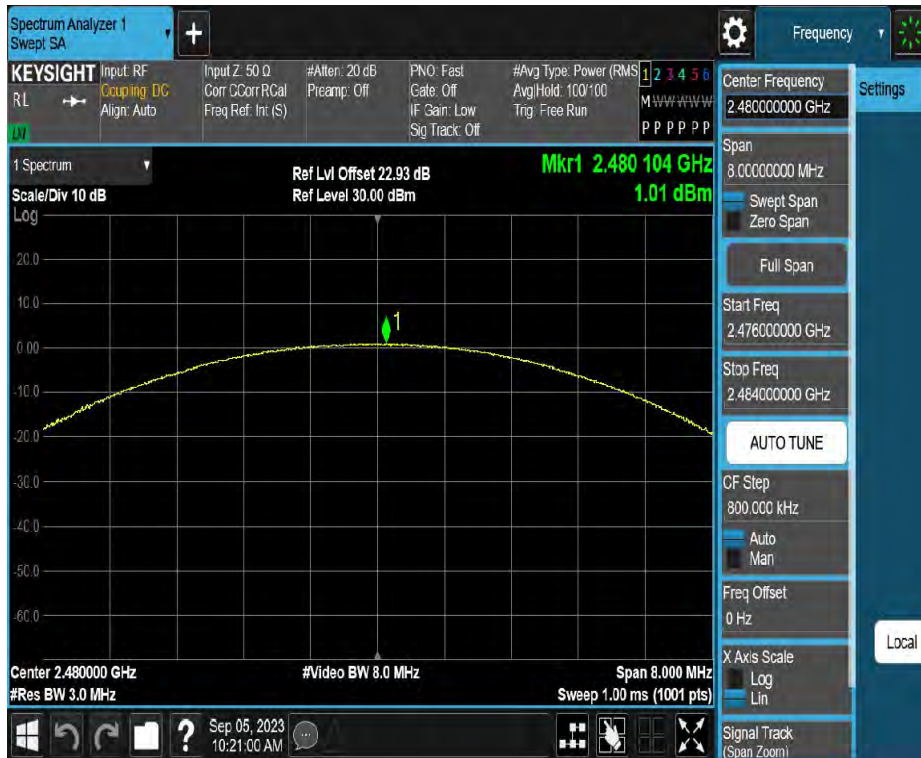 Spectrum Analyzer 1
Swept SA
+
Frequency
KEYSIGHT
RL
Input: RF
Coupling: DC
Align: Auto
Input Z: 50 Ω
Corr CCorr RCal
Freq Ref: Int (S)
#Atten: 20 dB
Preamp: Off
PNO: Fast
Gate: Off
IF Gain: Low
Sig Track: Off
#Avg Type: Power (RMS
Avg|Hold: 100/100
Trig: Free Run
1 2 3 4 5 6
M W W W W W
P P P P P P
1 Spectrum
Scale/Div 10 dB
Log
Ref Lvl Offset 22.93 dB
Ref Level 30.00 dBm
Mkr1 2.480 104 GHz
1.01 dBm
20.0
10.0
0.00
-10.0
-20.0
-30.0
-40.0
-50.0
-60.0
1
Center 2.480000 GHz
#Res BW 3.0 MHz
#Video BW 8.0 MHz
Span 8.000 MHz
Sweep 1.00 ms (1001 pts)
?
Sep 05, 2023
10:21:00 AM
Center Frequency
2.480000000 GHz
Span
8.00000000 MHz
Swept Span
Zero Span
Full Span
Start Freq
2.476000000 GHz
Stop Freq
2.484000000 GHz
AUTO TUNE
CF Step
800.000 kHz
Auto
Man
Freq Offset
0 Hz
X Axis Scale
Log
Lin
Signal Track
(Span Zoom)
Settings
Local